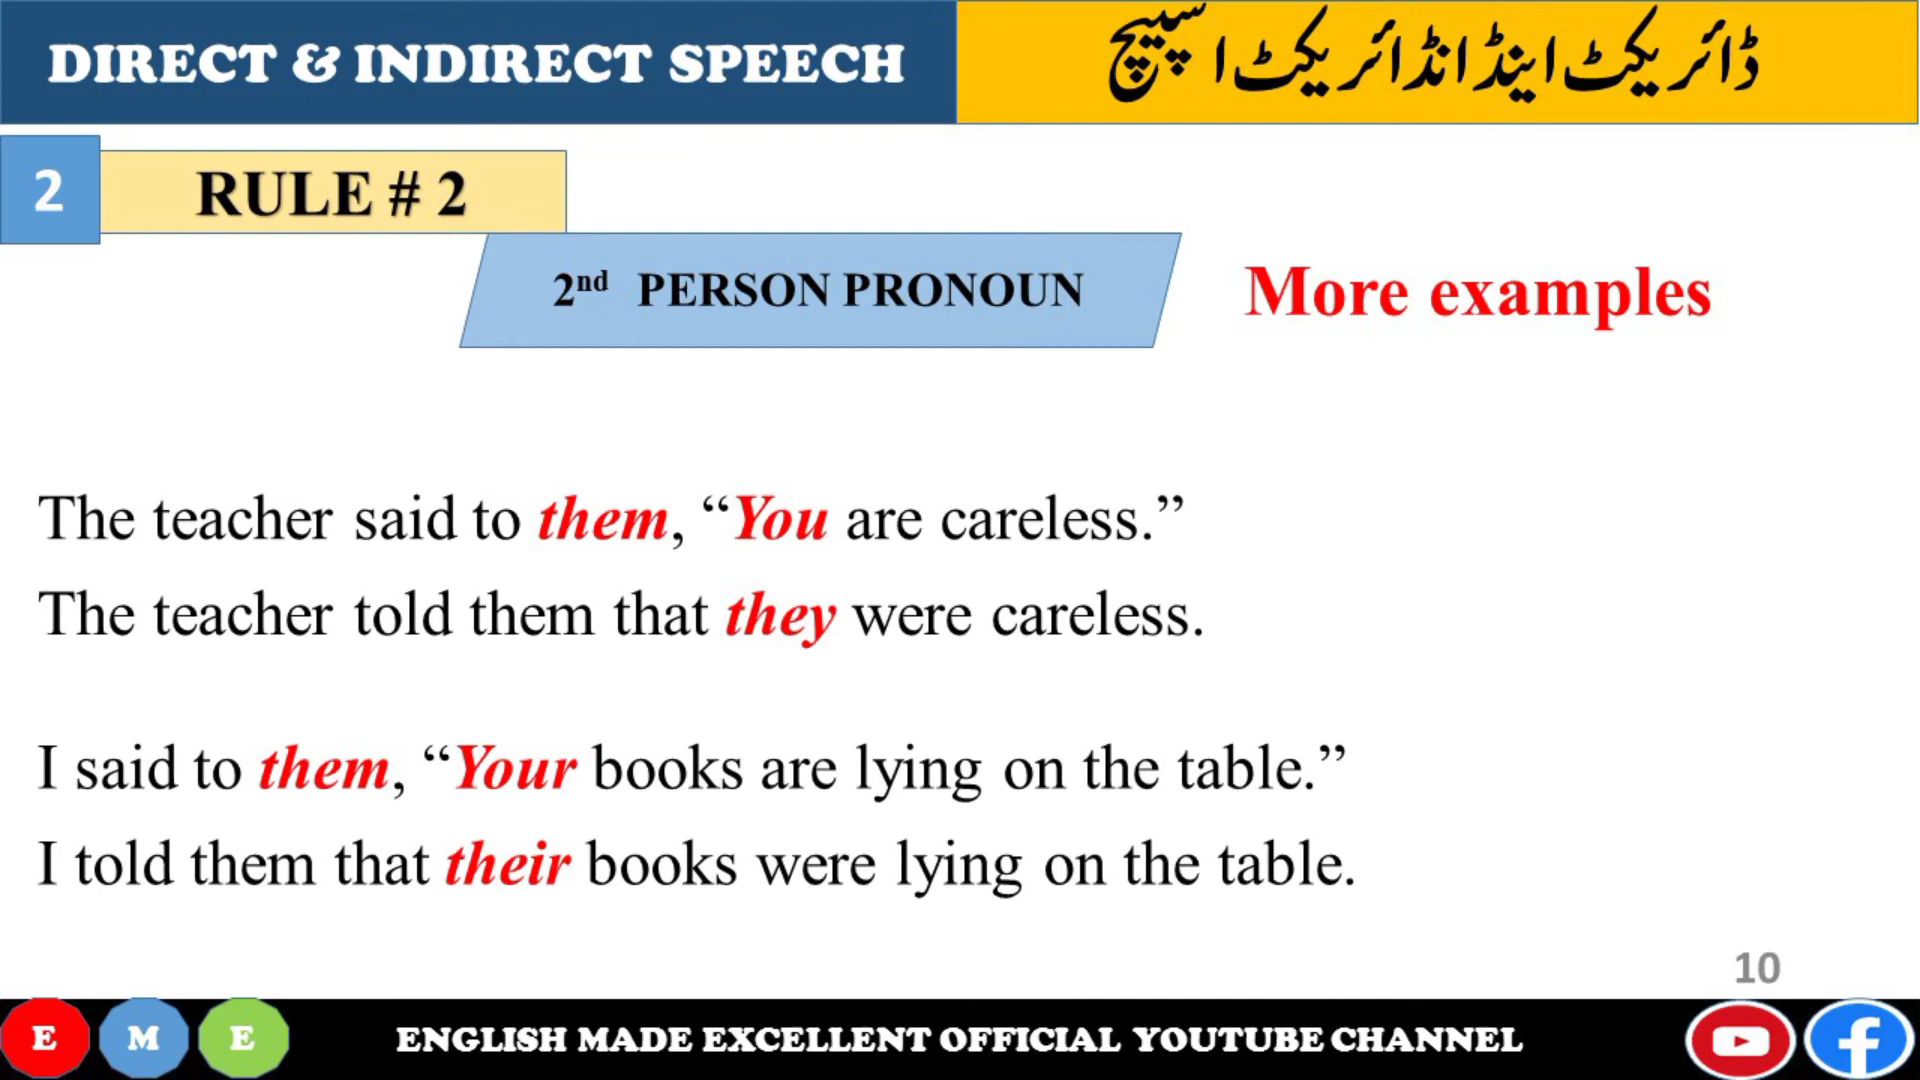 DIRECT & INDIRECT SPEECH
ڈائریکٹ اینڈ انڈائریکٹ اسپیچ
2
RULE # 2
2nd PERSON PRONOUN
More examples
The teacher said to them, “You are careless.”
The teacher told them that they were careless.
I said to them, “Your books are lying on the table.”
I told them that their books were lying on the table.
10
E M E
ENGLISH MADE EXCELLENT OFFICIAL YOUTUBE CHANNEL